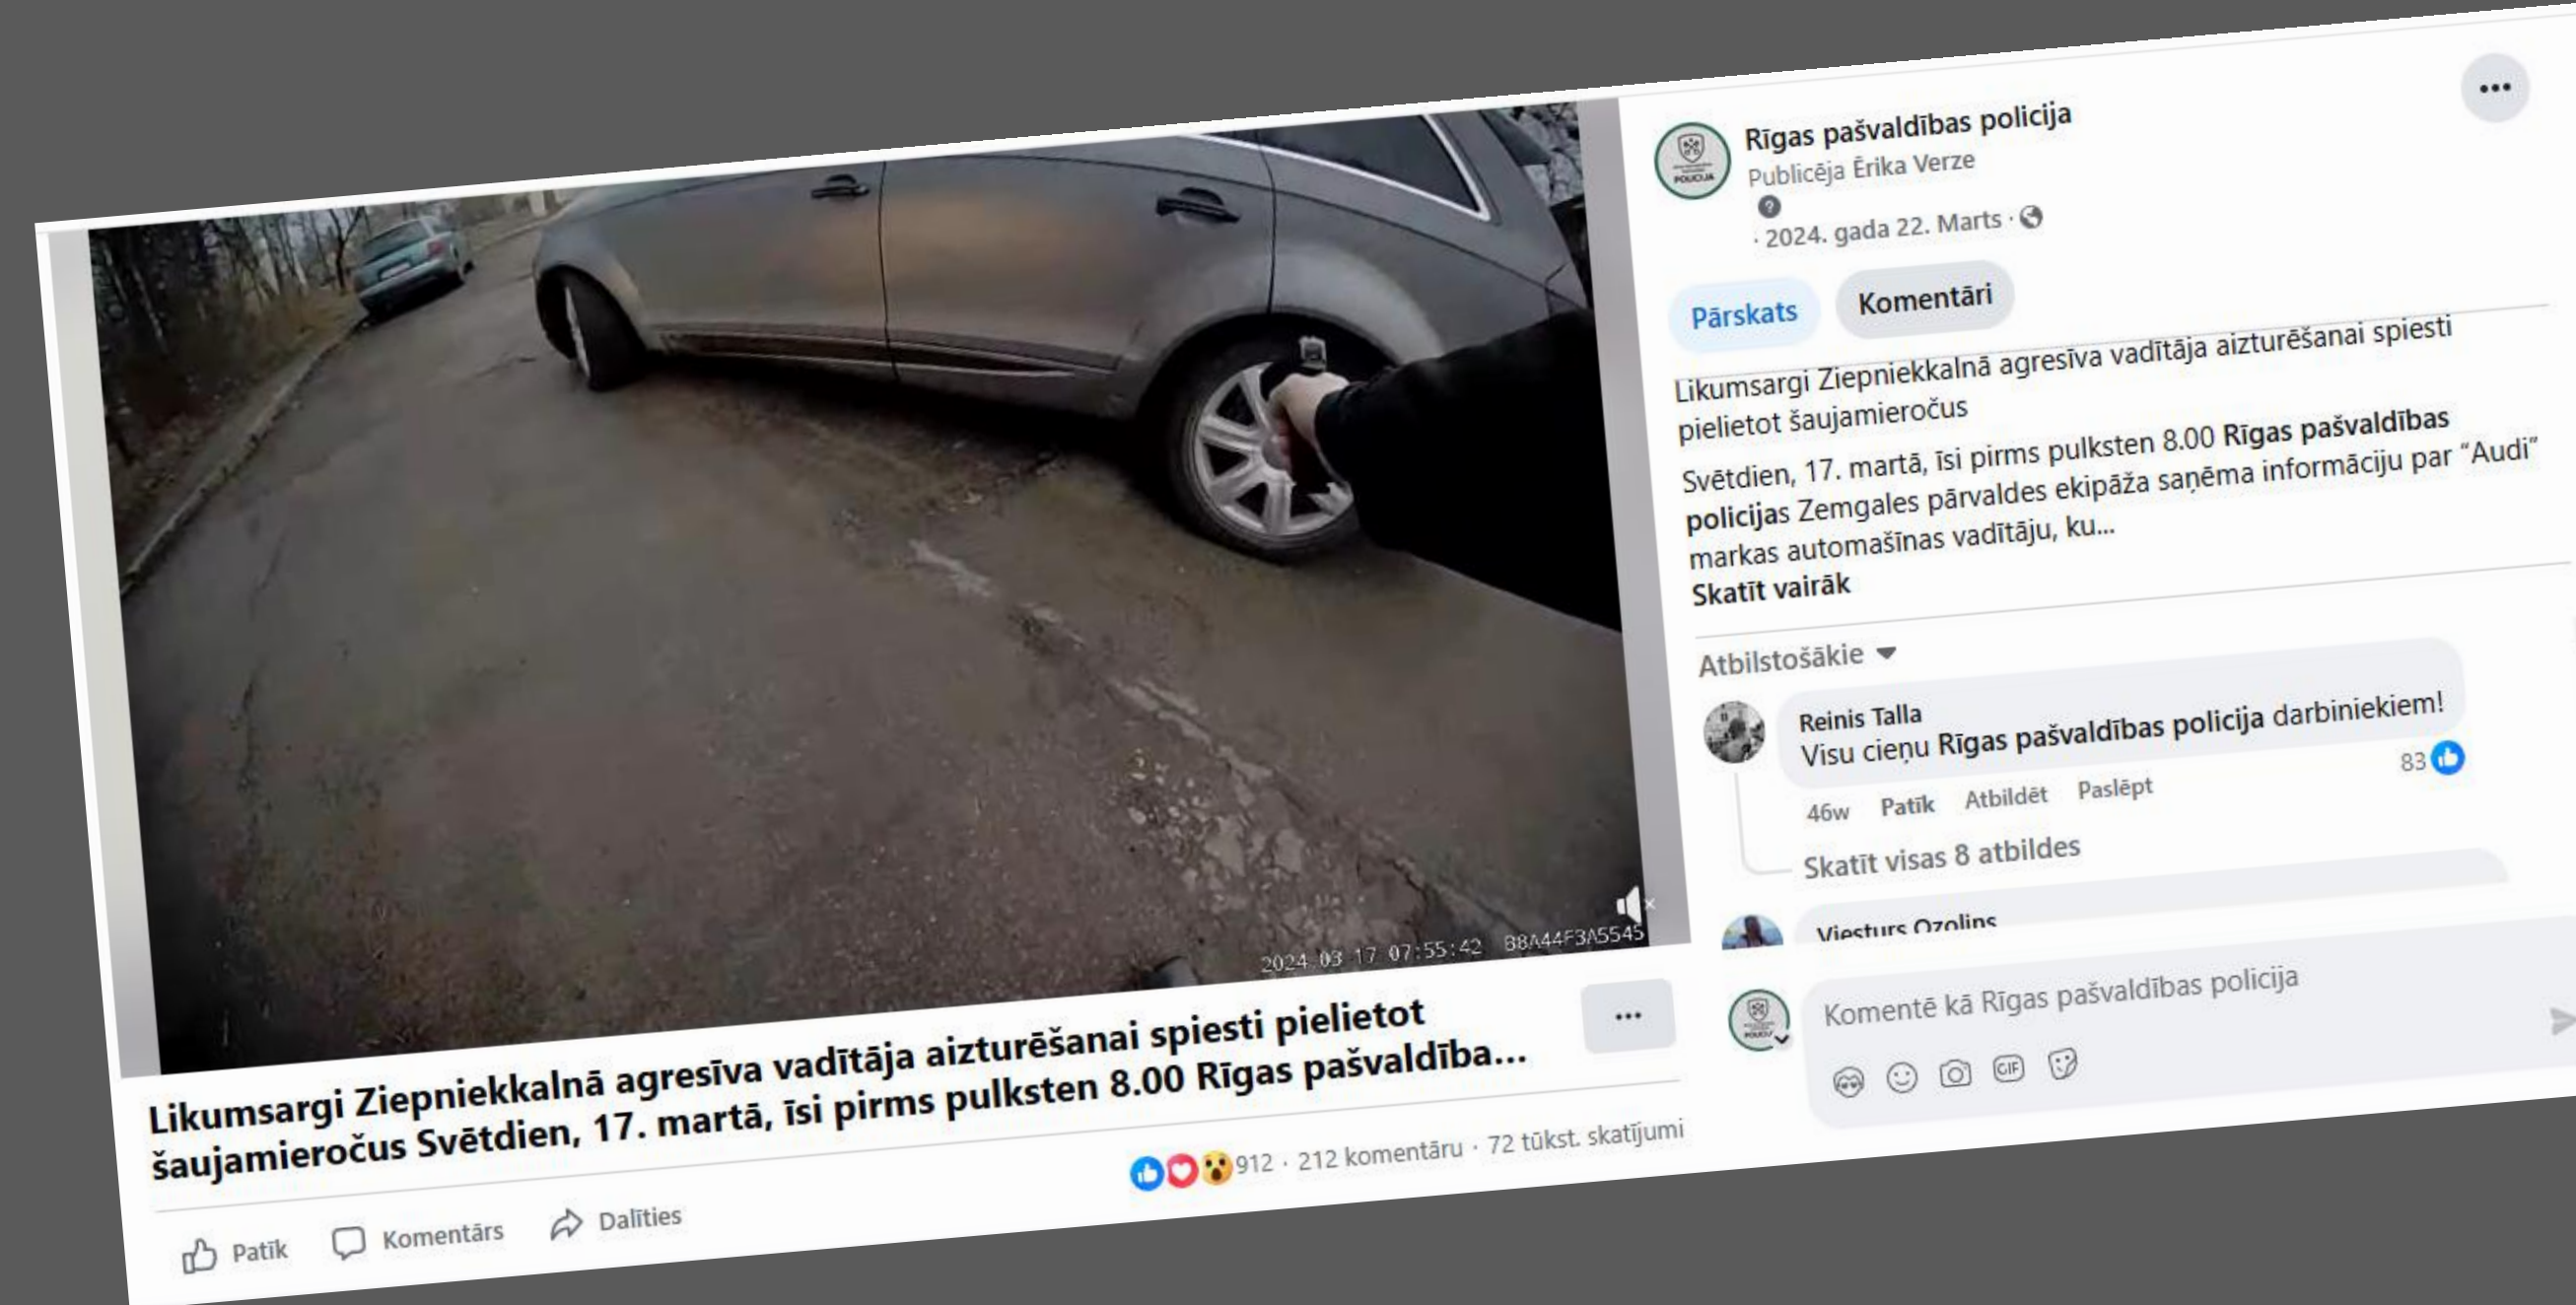 2024 03 17 07:55:42 B8A44F3A5545
Likumsargi Ziepniekkalnā agresīva vadītāja aizturēšanai spiesti pielietot
šaujamieročus Svētdien, 17. martā, īsi pirms pulksten 8.00 Rīgas pašvaldība...
912 · 212 komentāru · 72 tūkst. skatījumi
Patīk Komentārs Dalīties
POLICIJA
Rīgas pašvaldības policija
Publicēja Ērika Verze
· 2024. gada 22. Marts ·
Pārskats Komentāri
Likumsargi Ziepniekkalnā agresīva vadītāja aizturēšanai spiesti
pielietot šaujamieročus
Svētdien, 17. martā, īsi pirms pulksten 8.00 Rīgas pašvaldības
policijas Zemgales pārvaldes ekipāža saņēma informāciju par “Audi”
markas automašīnas vadītāju, ku...
Skatīt vairāk
Atbilstošākie
Reinis Talla
Visu cieņu Rīgas pašvaldības policija darbiniekiem!
83
46w Patīk Atbildēt Paslēpt
Skatīt visas 8 atbildes
Viesturs Ozolins
Komentē kā Rīgas pašvaldības policija
GIF